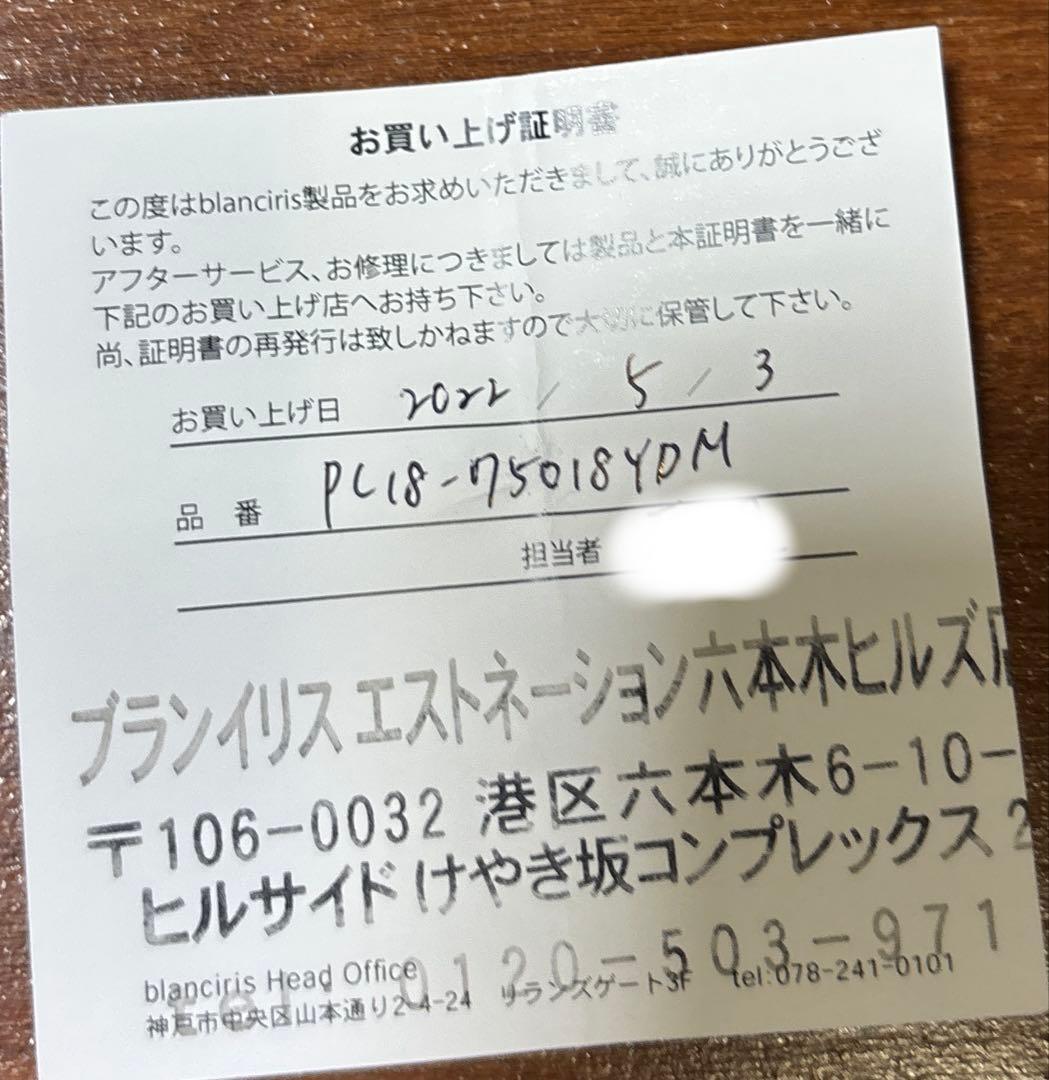 お買い上げ証明書
この度はblanciris製品をお求めいただきまして、誠にありがとうござ
います。
アフターサービス、お修理につきましては製品と本証明書を一緒に
下記のお買い上げ店へお持ち下さい。
尚、証明書の再発行は致しかねますので大切に保管して下さい。
お買い上げ日 2022 / 5 / 3
品番 PC18-75018YDM
担当者
ブランイリス エストネーション六本木ヒルズ店
〒106-0032 港区六本木6-10-
ヒルサイド けやき坂コンプレックス 2
tel 0120-503-971
blanciris Head Office
神戸市中央区山本通り2-4-24 リランズゲート3F tel:078-241-0101